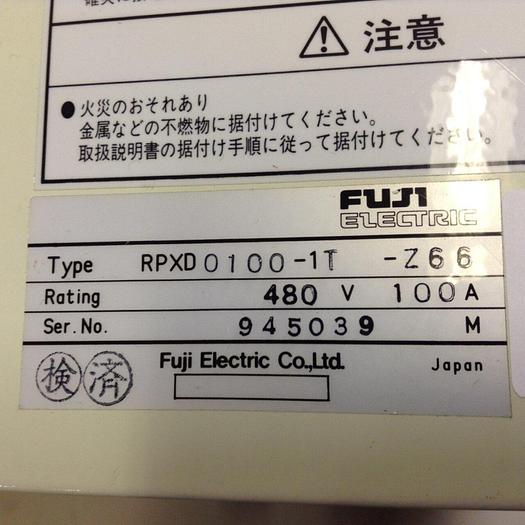 注意
●火災のおそれあり
金属などの不燃物に据付けてください。
取扱説明書の据付け手順に従って据付けてください。
FUJI
ELECTRIC
Type RPXD0100-1T -Z66
Rating 480 V 100A
Ser.No. 945039 M
検 済 Fuji Electric Co.,Ltd. Japan